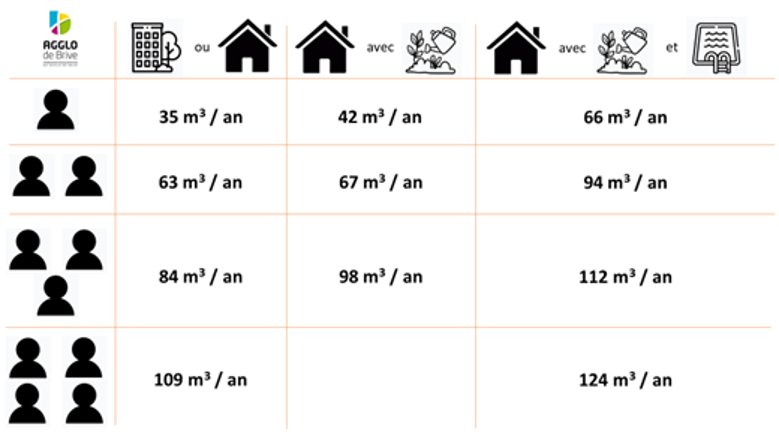 AGGLO
de Brive
ou avec avec et
35 m³ / an 42 m³ / an 66 m³ / an
63 m³ / an 67 m³ / an 94 m³ / an
84 m³ / an 98 m³ / an 112 m³ / an
109 m³ / an 124 m³ / an